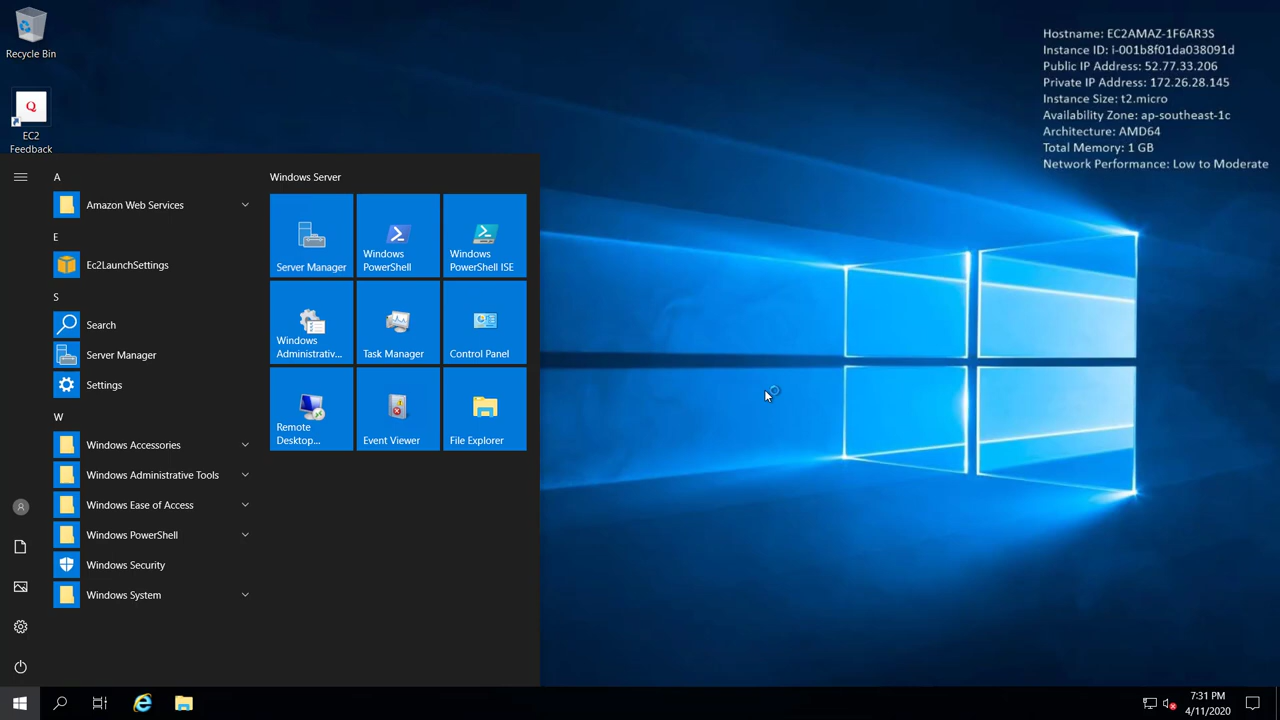 Recycle Bin
Q
EC2
Feedback
Hostname: EC2AMAZ-1F6AR3S
Instance ID: i-001b8f01da038091d
Public IP Address: 52.77.33.206
Private IP Address: 172.26.28.145
Instance Size: t2.micro
Availability Zone: ap-southeast-1c
Architecture: AMD64
Total Memory: 1 GB
Network Performance: Low to Moderate
A
Amazon Web Services
E
Ec2LaunchSettings
S
Search
Server Manager
Settings
W
Windows Accessories
Windows Administrative Tools
Windows Ease of Access
Windows PowerShell
Windows Security
Windows System
Windows Server
Server Manager
Windows
PowerShell
Windows
PowerShell ISE
Windows
Administrativ...
Task Manager
Control Panel
Remote
Desktop...
Event Viewer
File Explorer
7:31 PM
4/11/2020